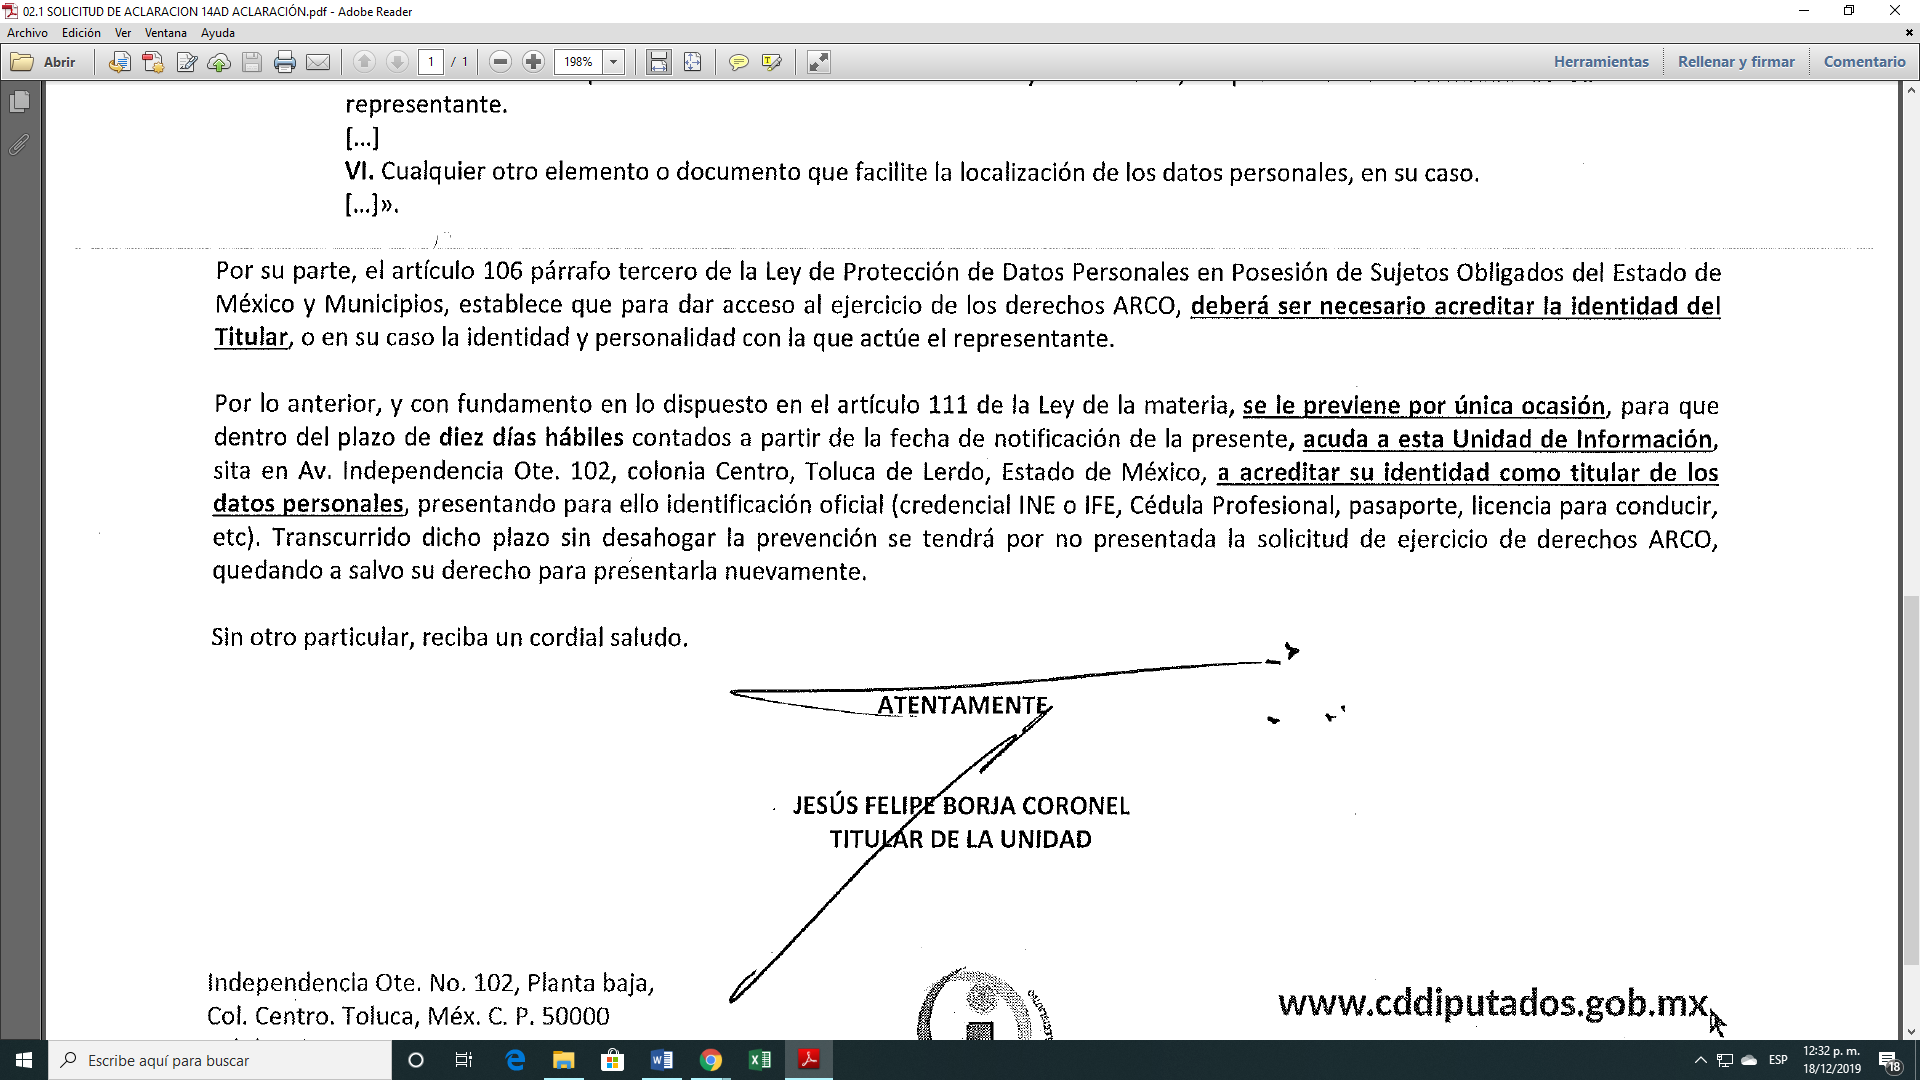 02.1 SOLICITUD DE ACLARACION 14AD ACLARACIÓN.pdf - Adobe Reader
Archivo Edición Ver Ventana Ayuda
Abrir 1 / 1 198% Herramientas Rellenar y firmar Comentario
representante.
[...]
VI. Cualquier otro elemento o documento que facilite la localización de los datos personales, en su caso.
[...]».
Por su parte, el artículo 106 párrafo tercero de la Ley de Protección de Datos Personales en Posesión de Sujetos Obligados del Estado de
México y Municipios, establece que para dar acceso al ejercicio de los derechos ARCO, deberá ser necesario acreditar la identidad del
Titular, o en su caso la identidad y personalidad con la que actúe el representante.
Por lo anterior, y con fundamento en lo dispuesto en el artículo 111 de la Ley de la materia, se le previene por única ocasión, para que
dentro del plazo de diez días hábiles contados a partir de la fecha de notificación de la presente, acuda a esta Unidad de Información,
sita en Av. Independencia Ote. 102, colonia Centro, Toluca de Lerdo, Estado de México, a acreditar su identidad como titular de los
datos personales, presentando para ello identificación oficial (credencial INE o IFE, Cédula Profesional, pasaporte, licencia para conducir,
etc). Transcurrido dicho plazo sin desahogar la prevención se tendrá por no presentada la solicitud de ejercicio de derechos ARCO,
quedando a salvo su derecho para presentarla nuevamente.
Sin otro particular, reciba un cordial saludo.
ATENTAMENTE
JESÚS FELIPE BORJA CORONEL
TITULAR DE LA UNIDAD
Independencia Ote. No. 102, Planta baja,
Col. Centro. Toluca, Méx. C. P. 50000
www.cddiputados.gob.mx
Escribe aquí para buscar
ESP
12:32 p. m.
18/12/2019
18